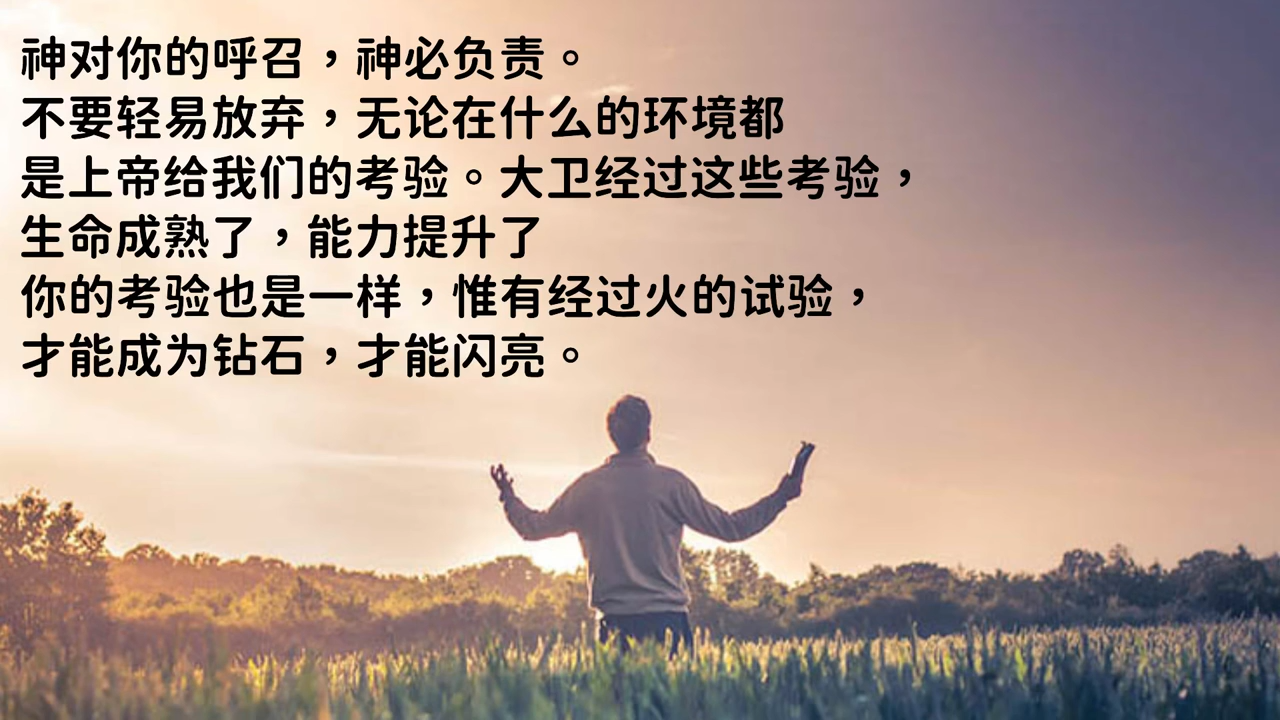 神对你的呼召，神必负责。
不要轻易放弃，无论在什么的环境都
是上帝给我们的考验。大卫经过这些考验，
生命成熟了，能力提升了
你的考验也是一样，惟有经过火的试验，
才能成为钻石，才能闪亮。